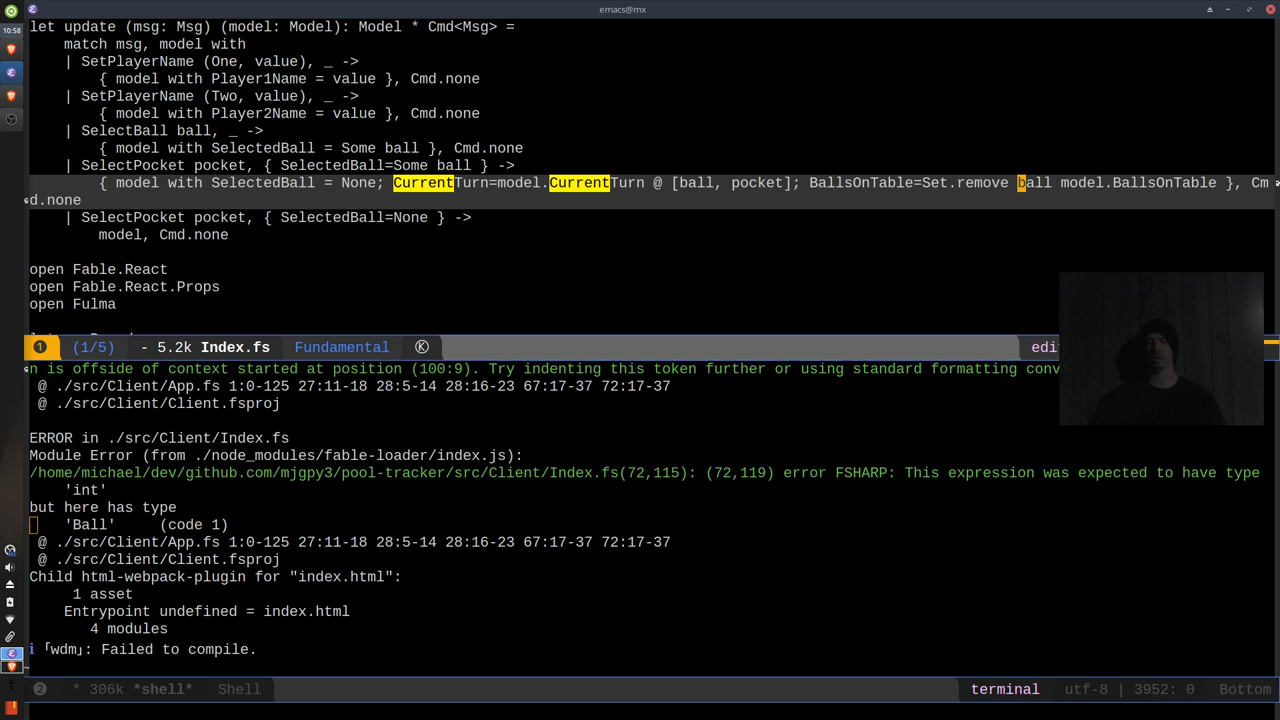 emacs@mx
10:58
let update (msg: Msg) (model: Model): Model * Cmd<Msg> =
    match msg, model with
    | SetPlayerName (One, value), _ ->
        { model with Player1Name = value }, Cmd.none
    | SetPlayerName (Two, value), _ ->
        { model with Player2Name = value }, Cmd.none
    | SelectBall ball, _ ->
        { model with SelectedBall = Some ball }, Cmd.none
    | SelectPocket pocket, { SelectedBall=Some ball } ->
        { model with SelectedBall = None; CurrentTurn=model.CurrentTurn @ [ball, pocket]; BallsOnTable=Set.remove ball model.BallsOnTable }, Cm
d.none
    | SelectPocket pocket, { SelectedBall=None } ->
        model, Cmd.none
open Fable.React
open Fable.React.Props
open Fulma
1 (1/5) - 5.2k Index.fs Fundamental K edi
n is offside of context started at position (100:9). Try indenting this token further or using standard formatting conv
 @ ./src/Client/App.fs 1:0-125 27:11-18 28:5-14 28:16-23 67:17-37 72:17-37
 @ ./src/Client/Client.fsproj
ERROR in ./src/Client/Index.fs
Module Error (from ./node_modules/fable-loader/index.js):
/home/michael/dev/github.com/mjgpy3/pool-tracker/src/Client/Index.fs(72,115): (72,119) error FSHARP: This expression was expected to have type
    'int'
but here has type
    'Ball'     (code 1)
 @ ./src/Client/App.fs 1:0-125 27:11-18 28:5-14 28:16-23 67:17-37 72:17-37
 @ ./src/Client/Client.fsproj
Child html-webpack-plugin for "index.html":
     1 asset
    Entrypoint undefined = index.html
       4 modules
i ｢wdm｣: Failed to compile.
2 * 306k *shell* Shell terminal utf-8 | 3952: 0 Bottom